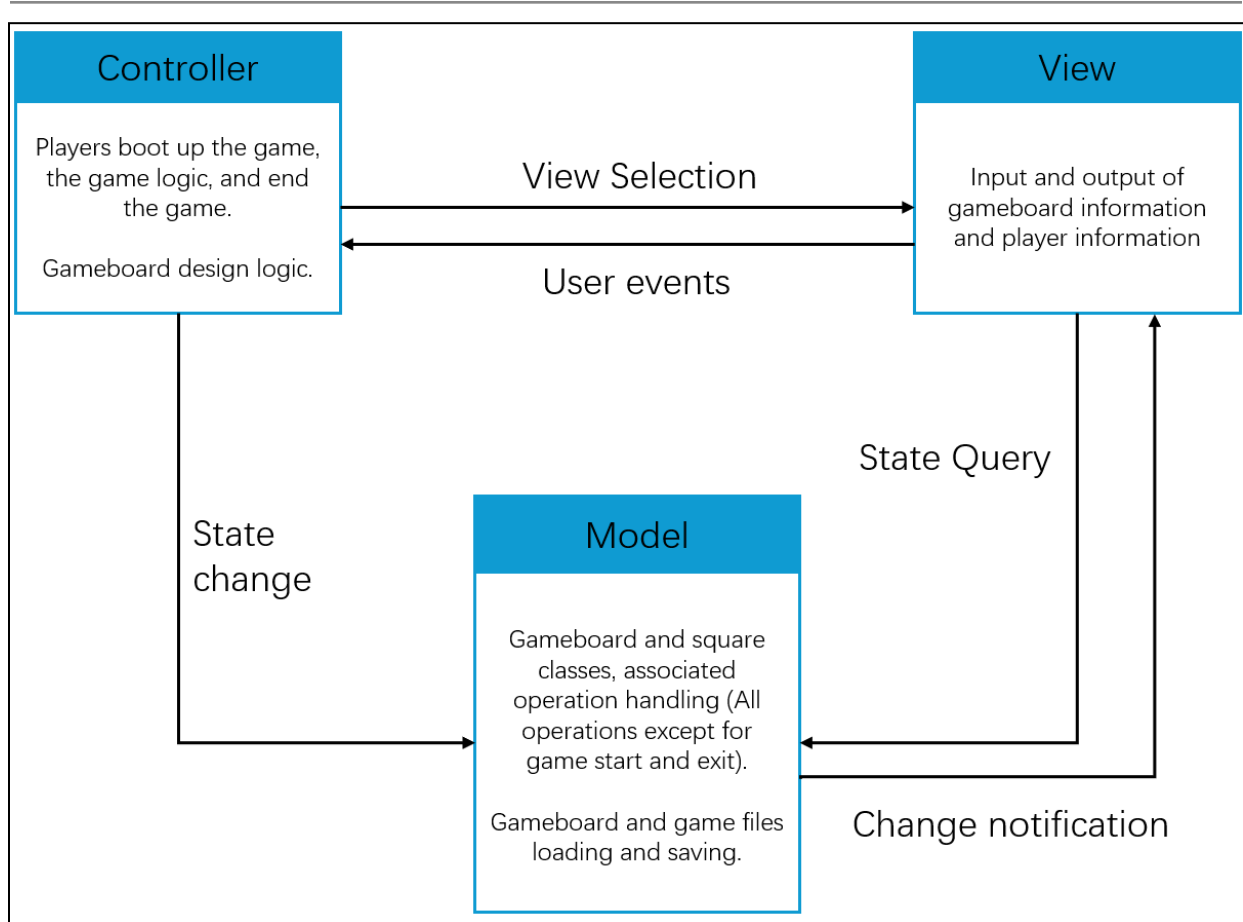 Controller
Players boot up the game,
the game logic, and end
the game.
Gameboard design logic.
View Selection
User events
View
Input and output of
gameboard information
and player information
State
change
State Query
Model
Gameboard and square
classes, associated
operation handling (All
operations except for
game start and exit).
Gameboard and game files
loading and saving.
Change notification